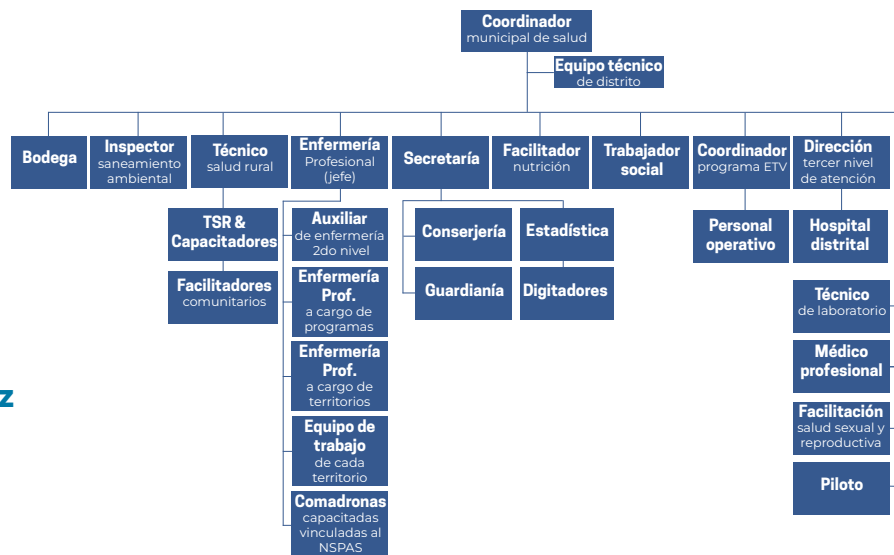 Coordinador
municipal de salud
Equipo técnico
de distrito
Bodega
Inspector
saneamiento
ambiental
Técnico
salud rural
Enfermería
Profesional
(jefe)
Secretaría
Facilitador
nutrición
Trabajador
social
Coordinador
programa ETV
Dirección
tercer nivel
de atención
TSR &
Capacitadores
Facilitadores
comunitarios
Auxiliar
de enfermería
2do nivel
Enfermería
Prof.
a cargo de
programas
Enfermería
Prof.
a cargo de
territorios
Equipo de
trabajo
de cada
territorio
Comadronas
capacitadas
vinculadas al
NSPAS
Conserjería
Estadística
Guardianía
Digitadores
Personal
operativo
Hospital
distrital
Técnico
de laboratorio
Médico
profesional
Facilitación
salud sexual y
reproductiva
Piloto
z